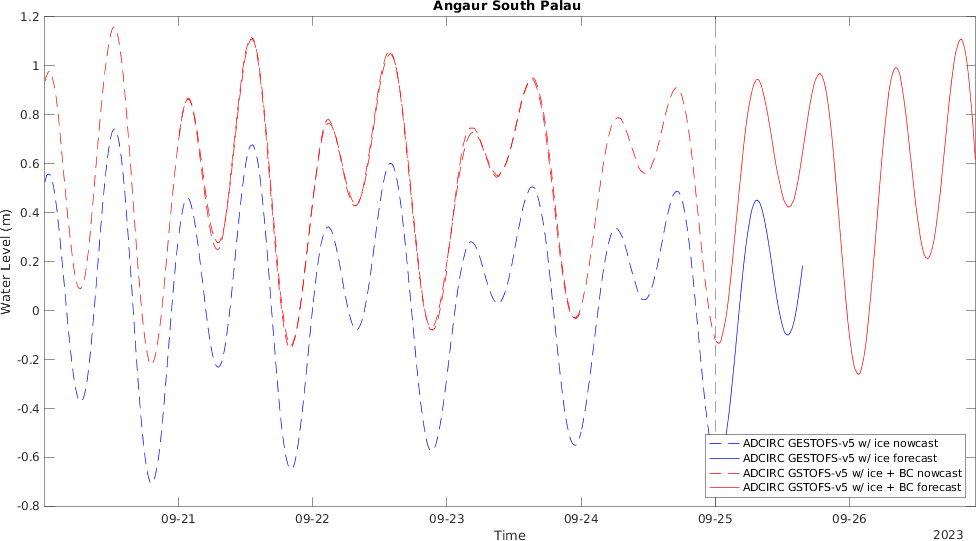 Angaur South Palau
1.2
1
0.8
0.6
0.4
0.2
0
-0.2
-0.4
-0.6
-0.8
Water Level (m)
ADCIRC GESTOFS-v5 w/ ice nowcast
ADCIRC GESTOFS-v5 w/ ice forecast
ADCIRC GSTOFS-v5 w/ ice + BC nowcast
ADCIRC GSTOFS-v5 w/ ice + BC forecast
09-21 09-22 09-23 09-24 09-25 09-26
Time
2023